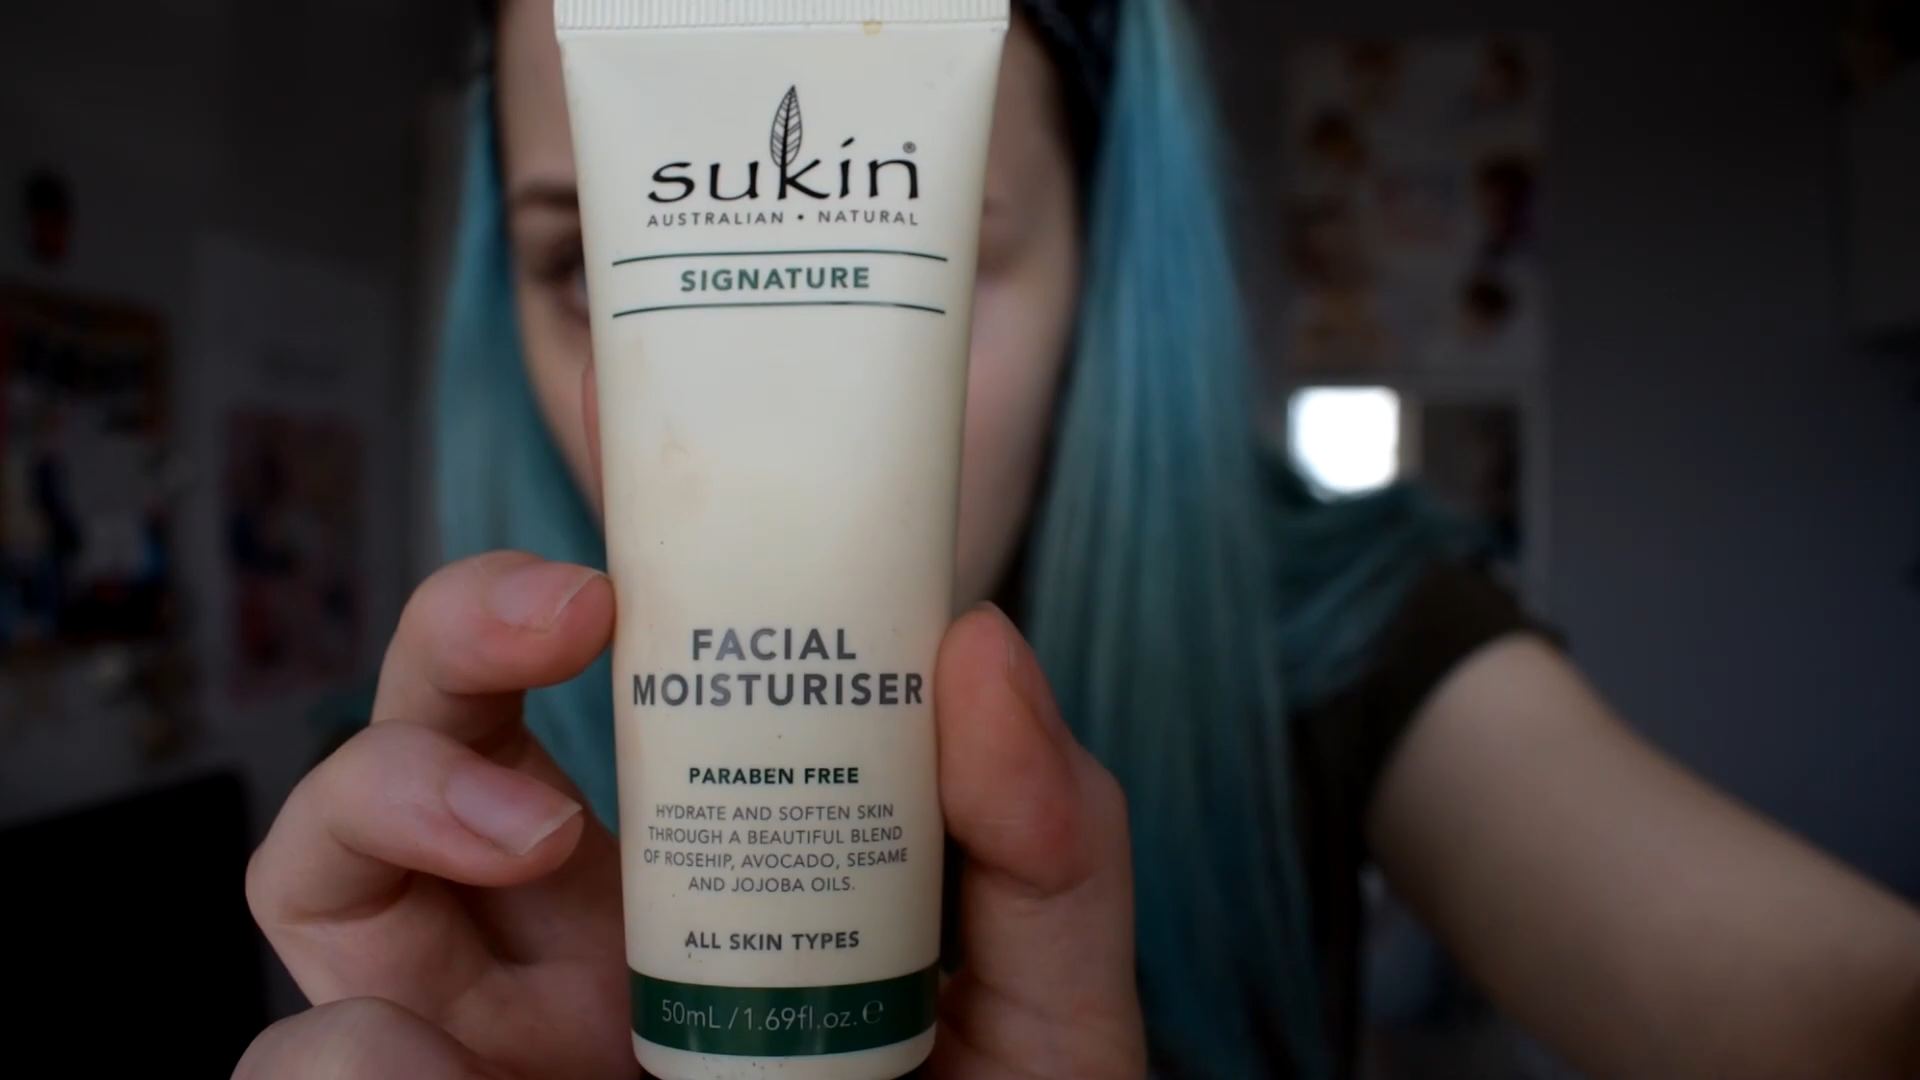 sukin®
AUSTRALIAN • NATURAL
SIGNATURE
FACIAL
MOISTURISER
PARABEN FREE
HYDRATE AND SOFTEN SKIN
THROUGH A BEAUTIFUL BLEND
OF ROSEHIP, AVOCADO, SESAME
AND JOJOBA OILS.
ALL SKIN TYPES
50mL / 1.69fl.oz. ℮